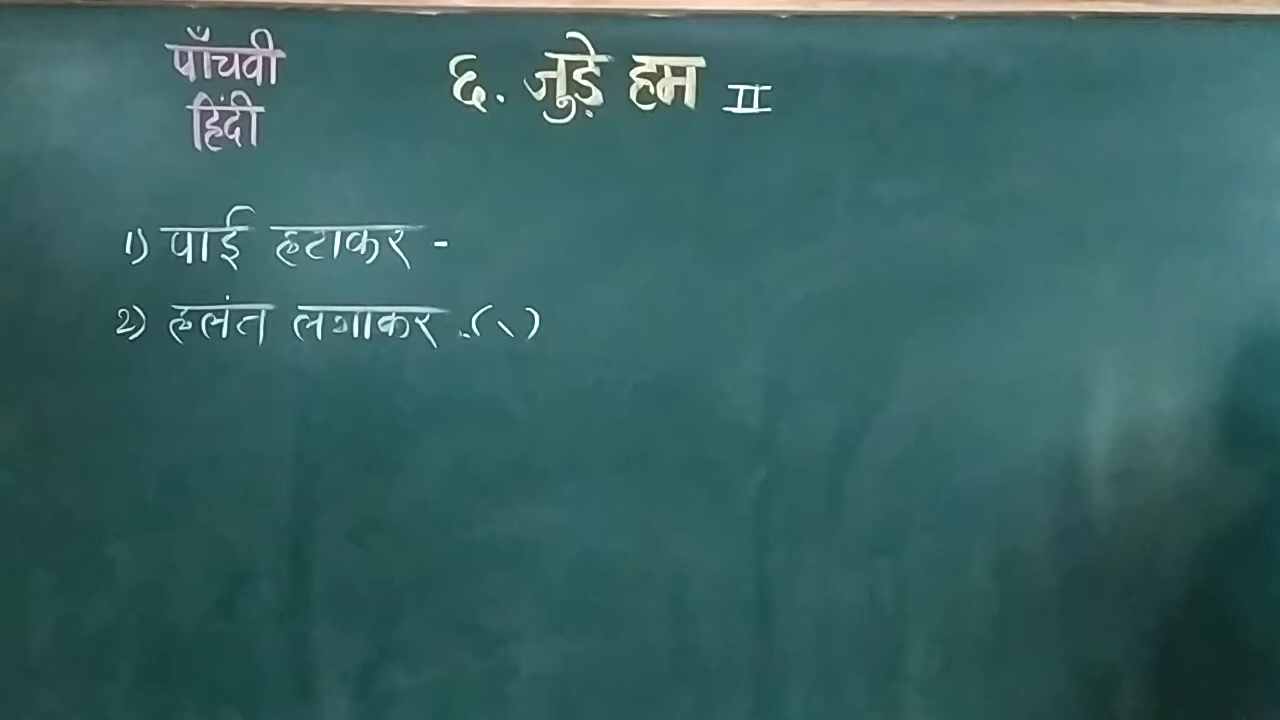 पाँचवी
हिंदी
६. जुड़े हम II
1) पाई हटाकर -
2) हलंत लगाकर .(्)